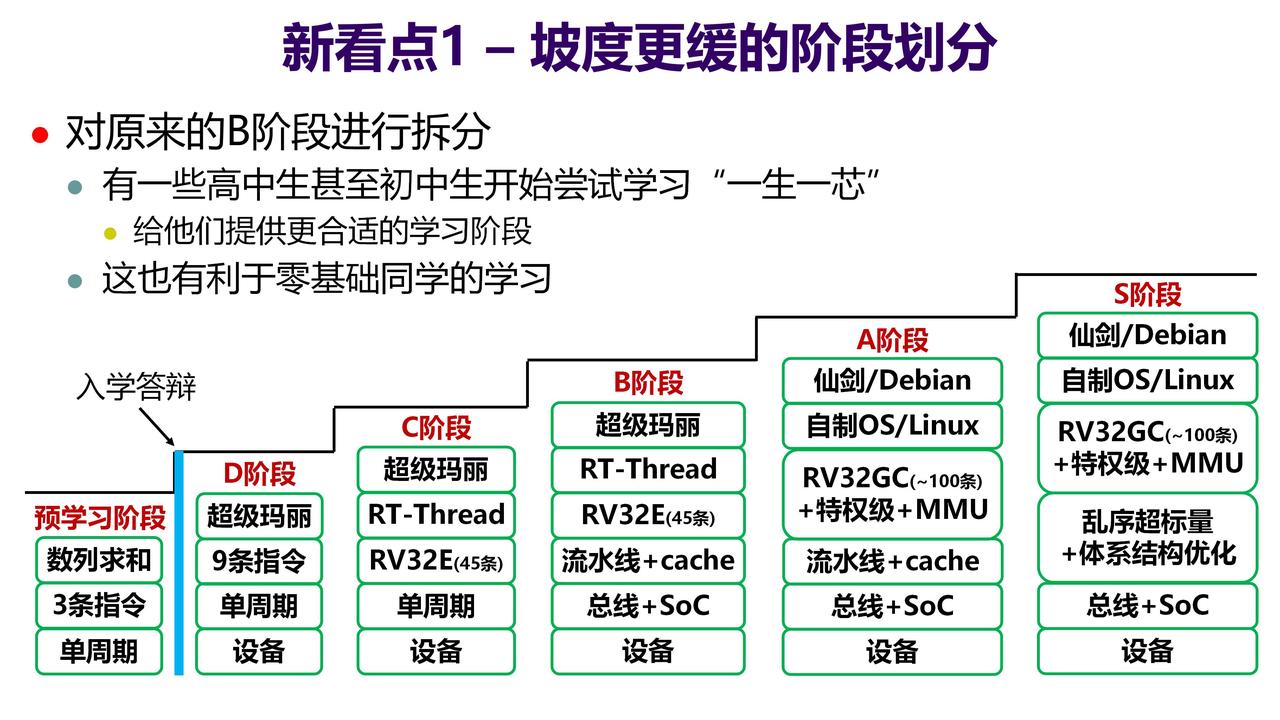 新看点1 – 坡度更缓的阶段划分
对原来的B阶段进行拆分
有一些高中生甚至初中生开始尝试学习“一生一芯”
给他们提供更合适的学习阶段
这也有利于零基础同学的学习
入学答辩
预学习阶段
数列求和
3条指令
单周期
D阶段
超级玛丽
9条指令
单周期
设备
C阶段
超级玛丽
RT-Thread
RV32E(45条)
单周期
设备
B阶段
超级玛丽
RT-Thread
RV32E(45条)
流水线+cache
总线+SoC
设备
A阶段
仙剑/Debian
自制OS/Linux
RV32GC(~100条)
+特权级+MMU
流水线+cache
总线+SoC
设备
S阶段
仙剑/Debian
自制OS/Linux
RV32GC(~100条)
+特权级+MMU
乱序超标量
+体系结构优化
总线+SoC
设备